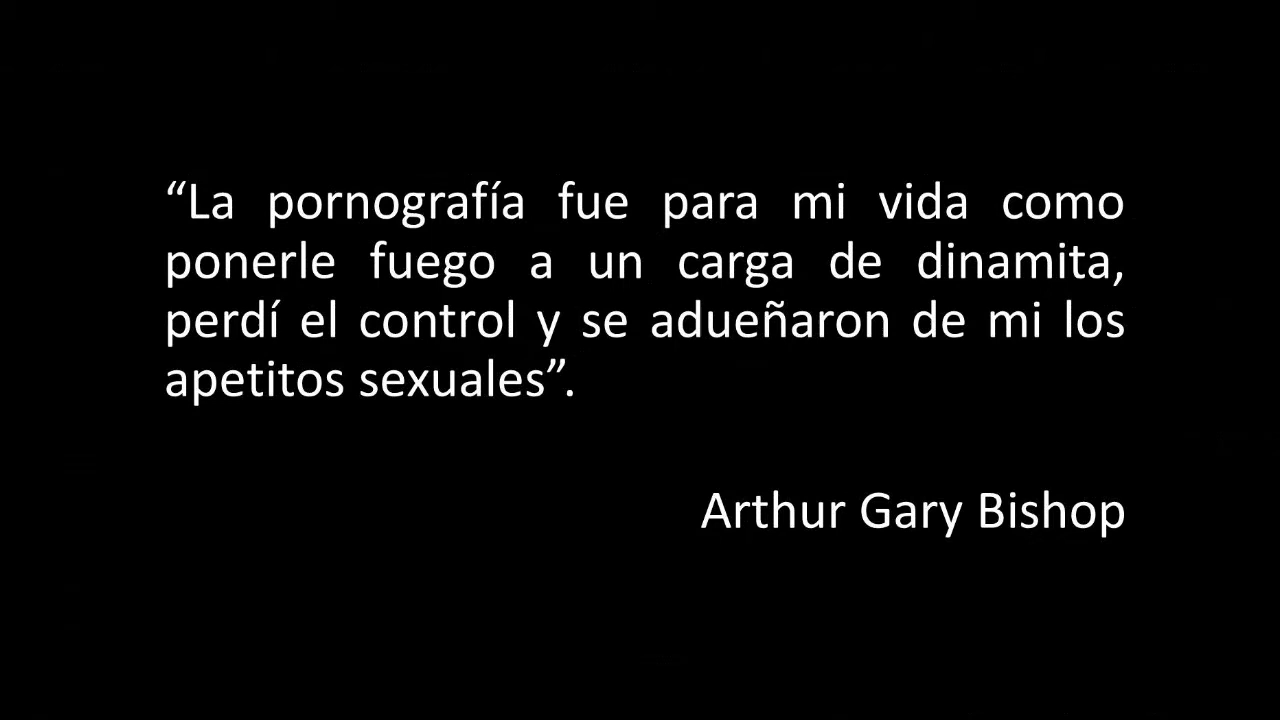 “La pornografía fue para mi vida como
ponerle fuego a un carga de dinamita,
perdí el control y se adueñaron de mi los
apetitos sexuales”.
Arthur Gary Bishop